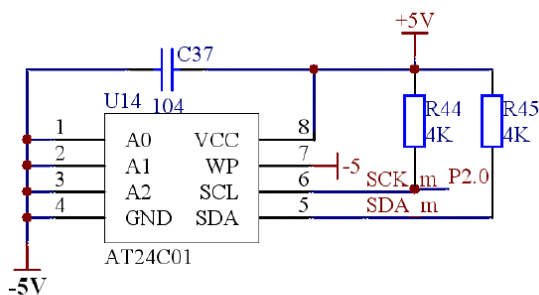 +5V
C37
U14
104
R44
R45
4K
4K
1
A0
VCC
8
2
A1
WP
7
-5
3
A2
SCL
6
SCK_m
P2.0
4
GND
SDA
5
SDA_m
AT24C01
-5V